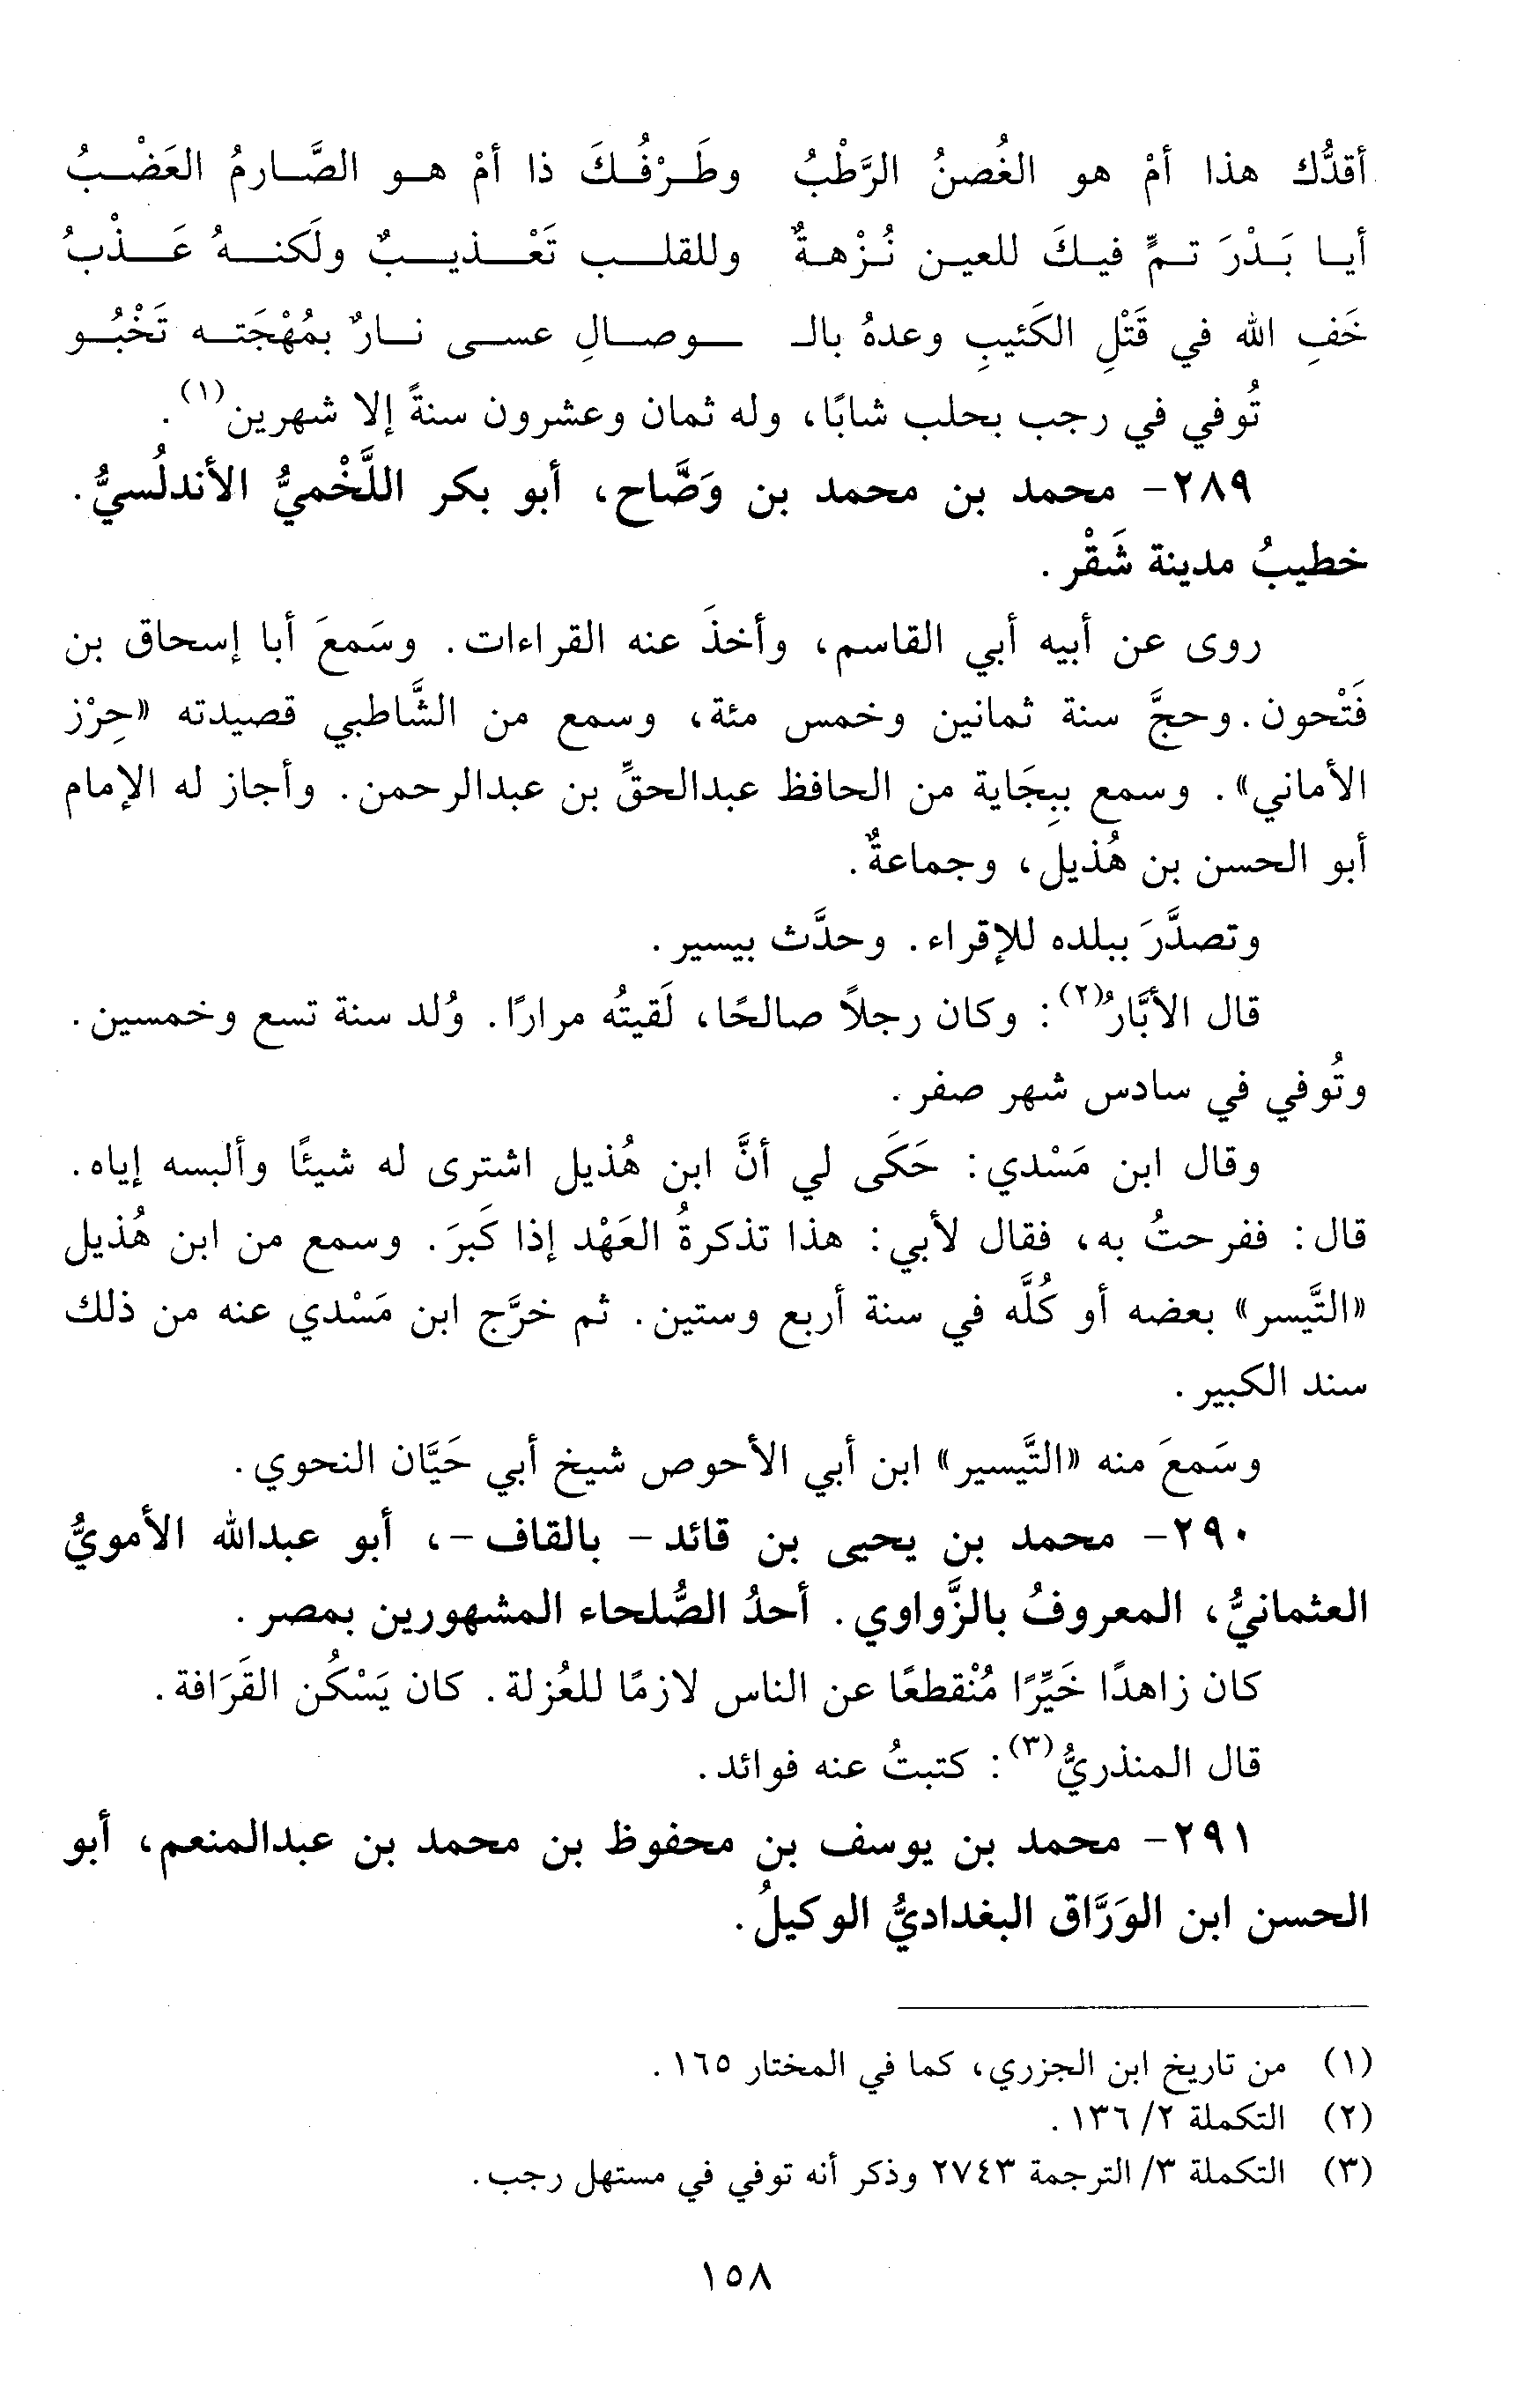 أقدُّك هذا أمْ هو الغُصنُ الرَّطْبُ وطَرْفُكَ ذا أمْ هو الصَّارمُ العَضْبُ
أيا بَدْرَ تمٍّ فيكَ للعين نُزْهةٌ وللقلب تَعْذيبٌ ولَكنهُ عَذْبُ
خَفِ الله في قَتْلِ الكَئيبِ وعدهُ بالـ ـوصالِ عسى نارٌ بمُهْجَته تَخْبُو
تُوفي في رجب بحلب شابًا، وله ثمان وعشرون سنةً إلا شهرين(١).
٢٨٩- محمد بن محمد بن وَضَّاح، أبو بكر اللَّخْميُّ الأندلُسيُّ.
خطيبُ مدينة شَقْر.
روى عن أبيه أبي القاسم، وأخذَ عنه القراءات. وسَمعَ أبا إسحاق بن
فَتْحون. وحجَّ سنة ثمانين وخمس مئة، وسمع من الشَّاطبي قصيدته «حِرْز
الأماني». وسمع ببِجَاية من الحافظ عبدالحقِّ بن عبدالرحمن. وأجاز له الإمام
أبو الحسن بن هُذيل، وجماعةٌ.
وتصدَّرَ ببلده للإقراء. وحدَّث بيسير.
قال الأبَّارُ(٢): وكان رجلاً صالحًا، لَقيتُه مرارًا. وُلد سنة تسع وخمسين.
وتُوفي في سادس شهر صفر.
وقال ابن مَسْدي: حَكَى لي أنَّ ابن هُذيل اشترى له شيئًا وألبسه إياه.
قال: ففرحتُ به، فقال لأبي: هذا تذكرةُ العَهْد إذا كَبرَ. وسمع من ابن هُذيل
«التَّيسر» بعضه أو كُلَّه في سنة أربع وستين. ثم خرَّج ابن مَسْدي عنه من ذلك
سند الكبير.
وسَمعَ منه «التَّيسير» ابن أبي الأحوص شيخ أبي حَيَّان النحوي.
٢٩٠- محمد بن يحيى بن قائد - بالقاف -، أبو عبدالله الأمويُّ
العثمانيُّ، المعروفُ بالزَّواوي. أحدُ الصُّلحاء المشهورين بمصر.
كان زاهدًا خَيِّرًا مُنْقطعًا عن الناس لازمًا للعُزلة. كان يَسْكُن القَرَافة.
قال المنذريُّ(٣): كتبتُ عنه فوائد.
٢٩١- محمد بن يوسف بن محفوظ بن محمد بن عبدالمنعم، أبو
الحسن ابن الوَرَّاق البغداديُّ الوكيلُ.
(١) من تاريخ ابن الجزري، كما في المختار ١٦٥.
(٢) التكملة ٢/ ١٣٦.
(٣) التكملة ٣/ الترجمة ٢٧٤٣ وذكر أنه توفي في مستهل رجب.
١٥٨